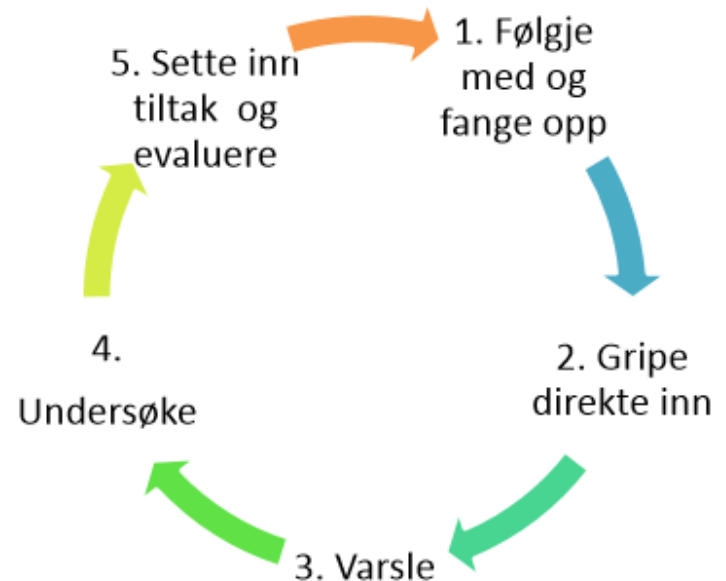 1. Følgje
med og
fange opp
2. Gripe
direkte inn
3. Varsle
4.
Undersøke
5. Sette inn
tiltak og
evaluere